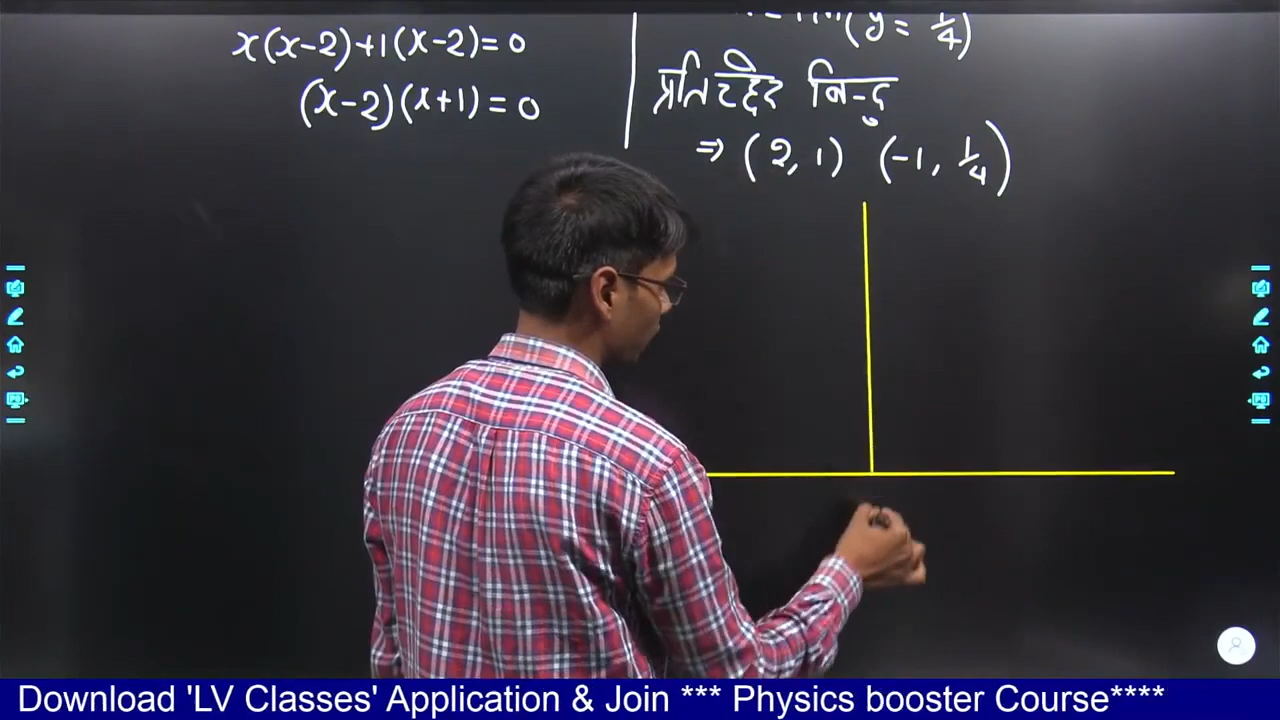 x(x-2)+1(x-2)=0
(x-2)(x+1)=0
(y = 1/4)
प्रतिच्छेद बिन्दु
⇒ (2, 1) (-1, 1/4)
Download 'LV Classes' Application & Join *** Physics booster Course****